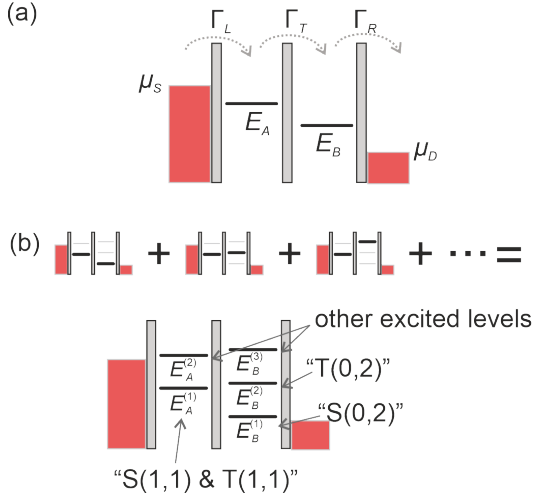 (a)
Γ_L Γ_T Γ_R
μ_S
E_A
E_B
μ_D
(b)
+ + + ··· =
other excited levels
E_A^(2) E_B^(3)
"T(0,2)"
E_A^(1) E_B^(2)
"S(0,2)"
E_B^(1)
"S(1,1) & T(1,1)"